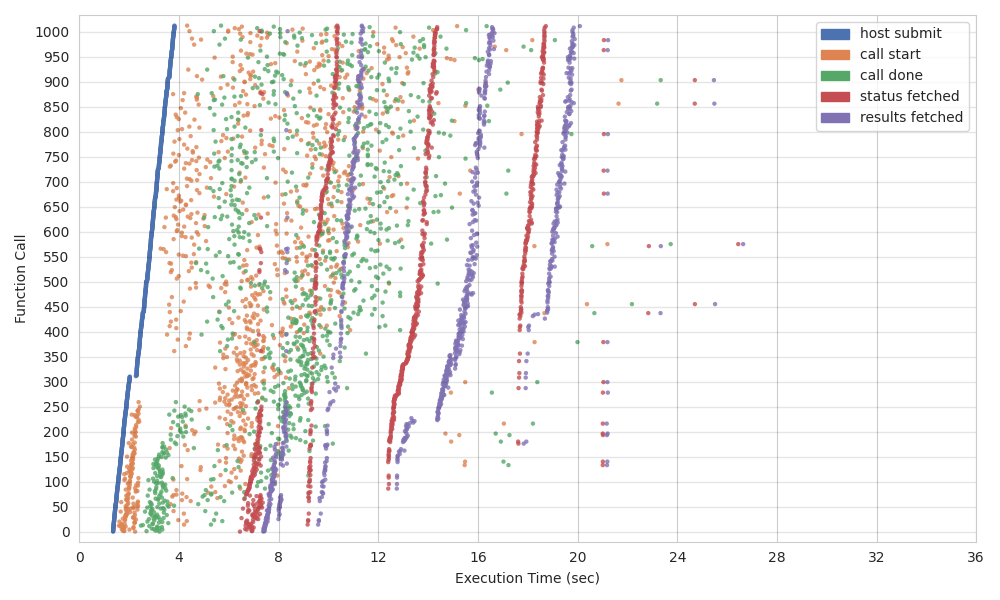 1000
950
900
850
800
750
700
650
600
550
500
450
400
350
300
250
200
150
100
50
0
Function Call
0 4 8 12 16 20 24 28 32 36
Execution Time (sec)
host submit
call start
call done
status fetched
results fetched